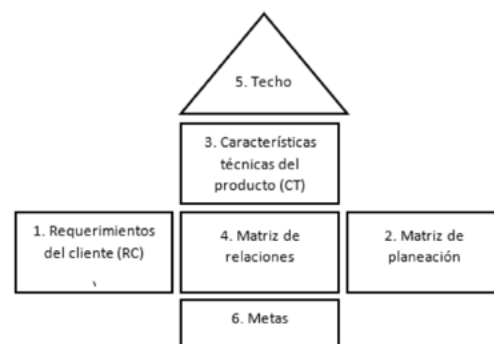 5. Techo
3. Características
técnicas del
producto (CT)
1. Requerimientos
del cliente (RC)
4. Matriz de
relaciones
2. Matriz de
planeación
6. Metas